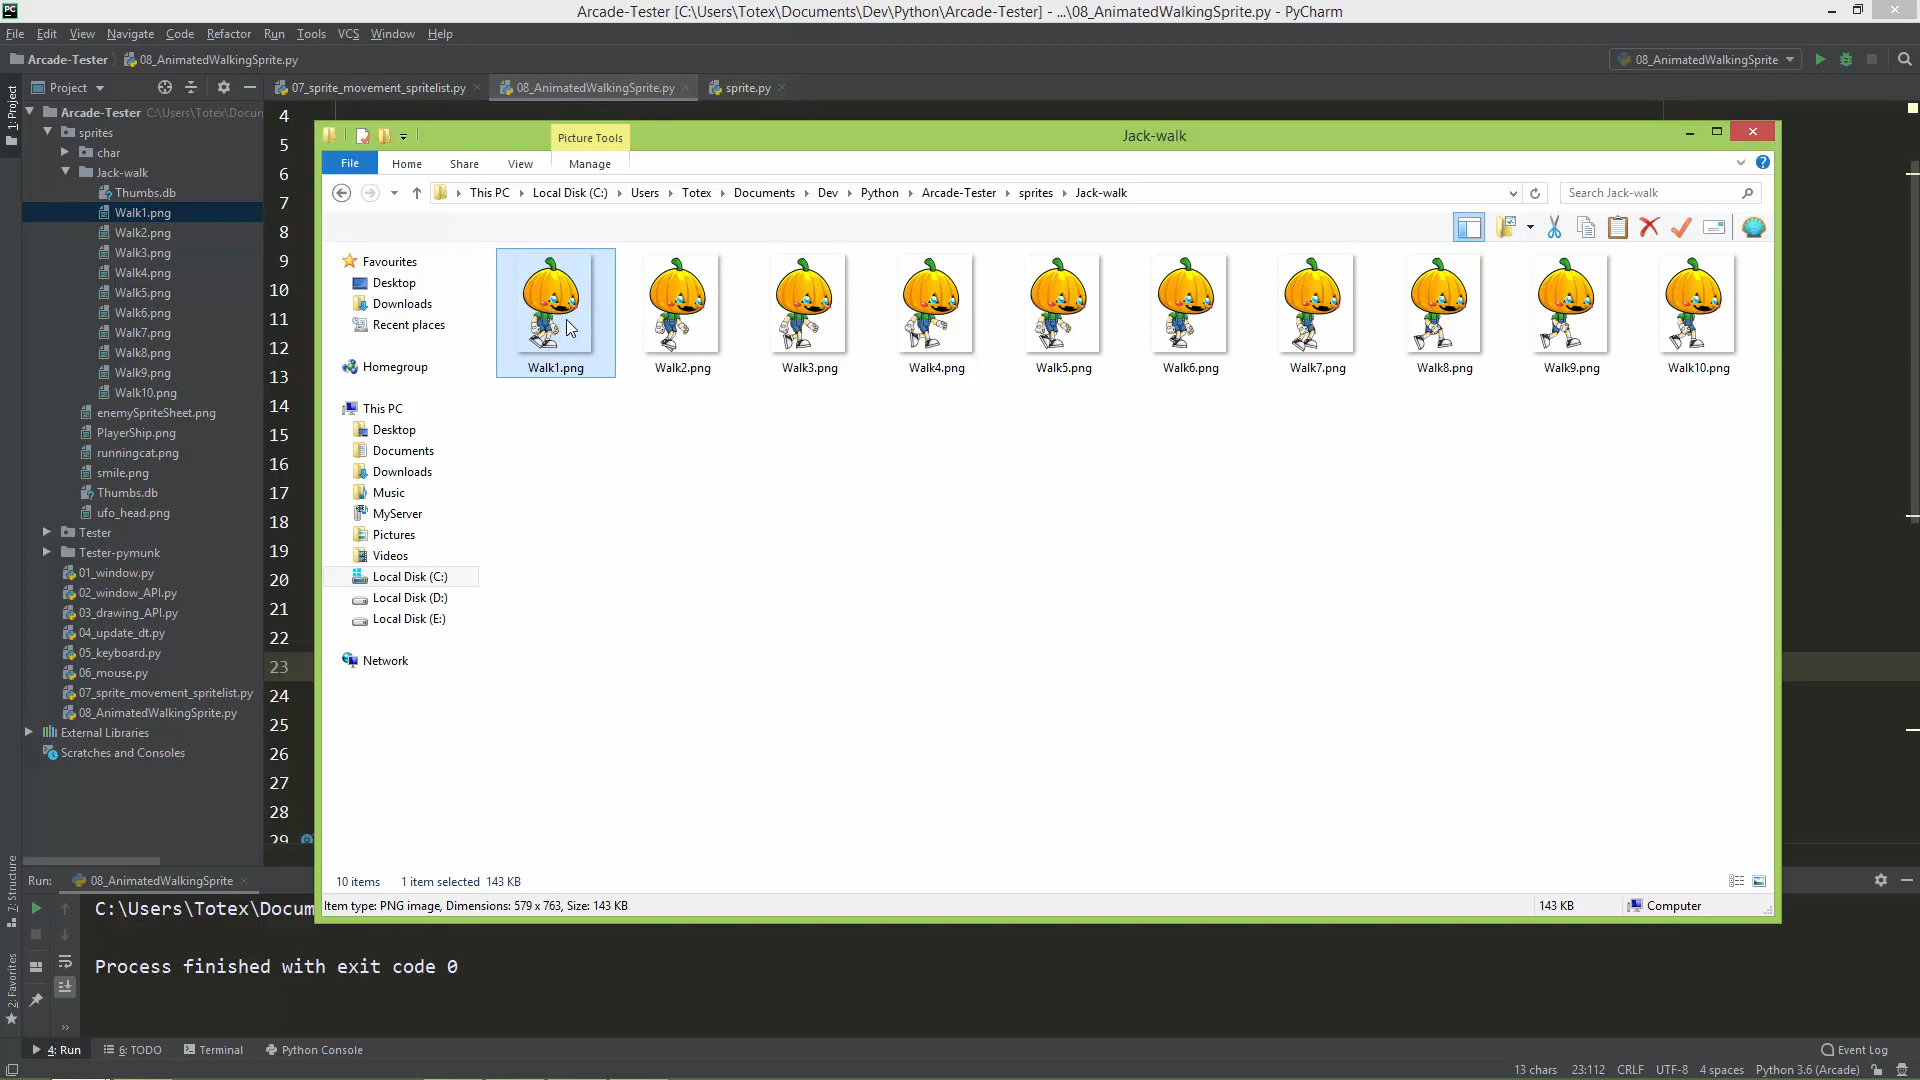 Arcade-Tester [C:\Users\Totex\Documents\Dev\Python\Arcade-Tester] - ...\08_AnimatedWalkingSprite.py - PyCharm
File Edit View Navigate Code Refactor Run Tools VCS Window Help
Arcade-Tester 08_AnimatedWalkingSprite.py
08_AnimatedWalkingSprite
1: Project
Project
07_sprite_movement_spritelist.py
08_AnimatedWalkingSprite.py
sprite.py
Arcade-Tester C:\Users\Totex\Docum
sprites
char
Jack-walk
Thumbs.db
Walk1.png
Walk2.png
Walk3.png
Walk4.png
Walk5.png
Walk6.png
Walk7.png
Walk8.png
Walk9.png
Walk10.png
enemySpriteSheet.png
PlayerShip.png
runningcat.png
smile.png
Thumbs.db
ufo_head.png
Tester
Tester-pymunk
01_window.py
02_window_API.py
03_drawing_API.py
04_update_dt.py
05_keyboard.py
06_mouse.py
07_sprite_movement_spritelist.py
08_AnimatedWalkingSprite.py
External Libraries
Scratches and Consoles
4
5
6
7
8
9
10
11
12
13
14
15
16
17
18
19
20
21
22
23
24
25
26
27
28
29
Picture Tools
Jack-walk
File Home Share View Manage
This PC Local Disk (C:) Users Totex Documents Dev Python Arcade-Tester sprites Jack-walk
Search Jack-walk
Favourites
Desktop
Downloads
Recent places
Homegroup
This PC
Desktop
Documents
Downloads
Music
MyServer
Pictures
Videos
Local Disk (C:)
Local Disk (D:)
Local Disk (E:)
Network
Walk1.png Walk2.png Walk3.png Walk4.png Walk5.png Walk6.png Walk7.png Walk8.png Walk9.png Walk10.png
10 items 1 item selected 143 KB
Item type: PNG image, Dimensions: 579 x 763, Size: 143 KB
143 KB
Computer
7: Structure
2: Favorites
Run: 08_AnimatedWalkingSprite
C:\Users\Totex\Docum
Process finished with exit code 0
4: Run 6: TODO Terminal Python Console
Event Log
13 chars 23:112 CRLF UTF-8 4 spaces Python 3.6 (Arcade)